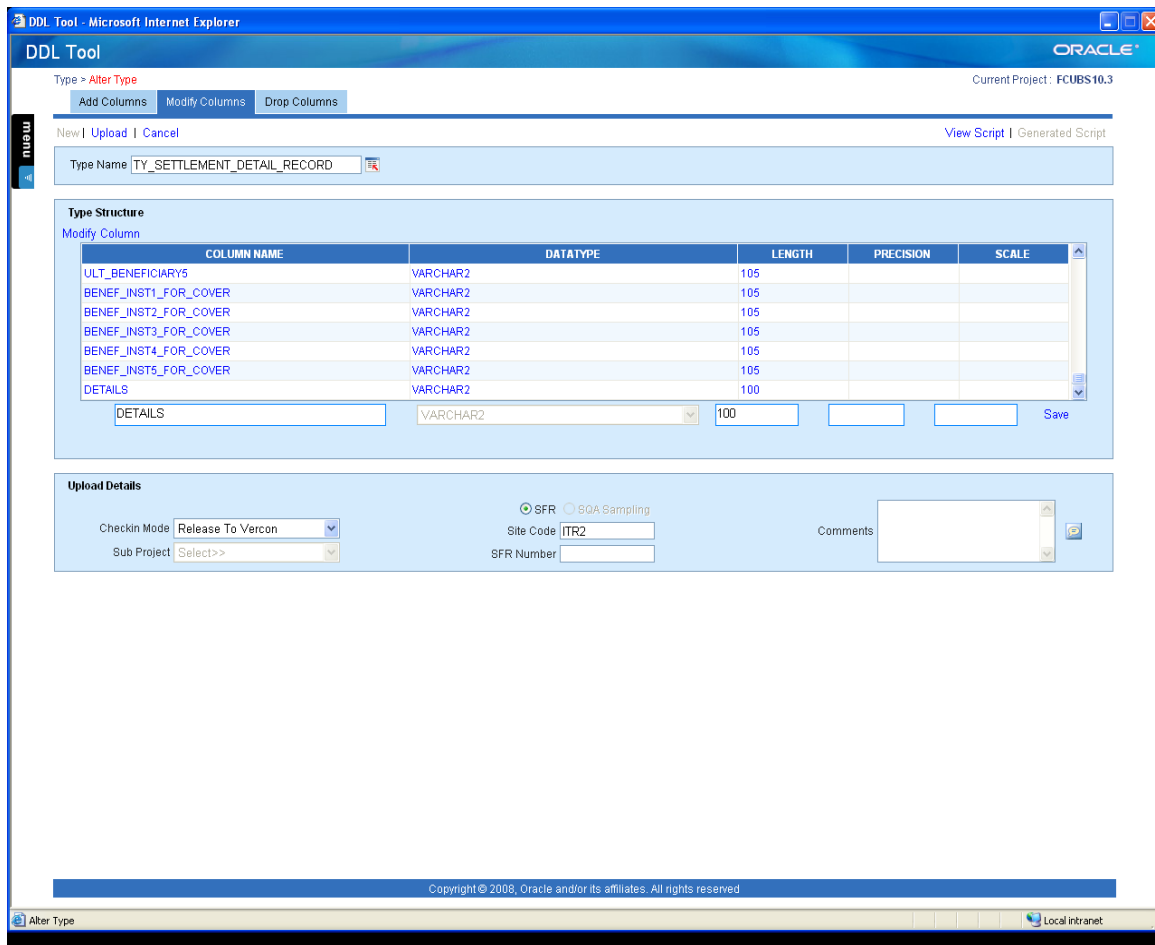 DDL Tool - Microsoft Internet Explorer
DDL Tool
ORACLE
Type > Alter Type
Current Project : FCUBS10.3
Add Columns Modify Columns Drop Columns
menu
New | Upload | Cancel
View Script | Generated Script
Type Name TY_SETTLEMENT_DETAIL_RECORD
Type Structure
Modify Column
COLUMN NAME DATATYPE LENGTH PRECISION SCALE
ULT_BENEFICIARY5 VARCHAR2 105
BENEF_INST1_FOR_COVER VARCHAR2 105
BENEF_INST2_FOR_COVER VARCHAR2 105
BENEF_INST3_FOR_COVER VARCHAR2 105
BENEF_INST4_FOR_COVER VARCHAR2 105
BENEF_INST5_FOR_COVER VARCHAR2 105
DETAILS VARCHAR2 100
DETAILS VARCHAR2 100 Save
Upload Details
SFR SQA Sampling
Checkin Mode Release To Vercon Site Code ITR2 Comments
Sub Project Select>> SFR Number
Copyright © 2008, Oracle and/or its affiliates. All rights reserved
Alter Type Local intranet